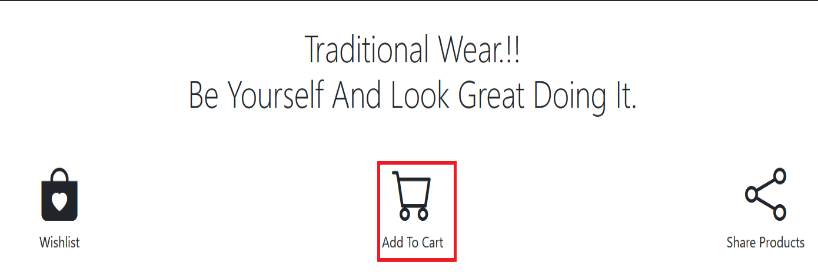 Traditional Wear.!!
Be Yourself And Look Great Doing It.
Wishlist
Add To Cart
Share Products